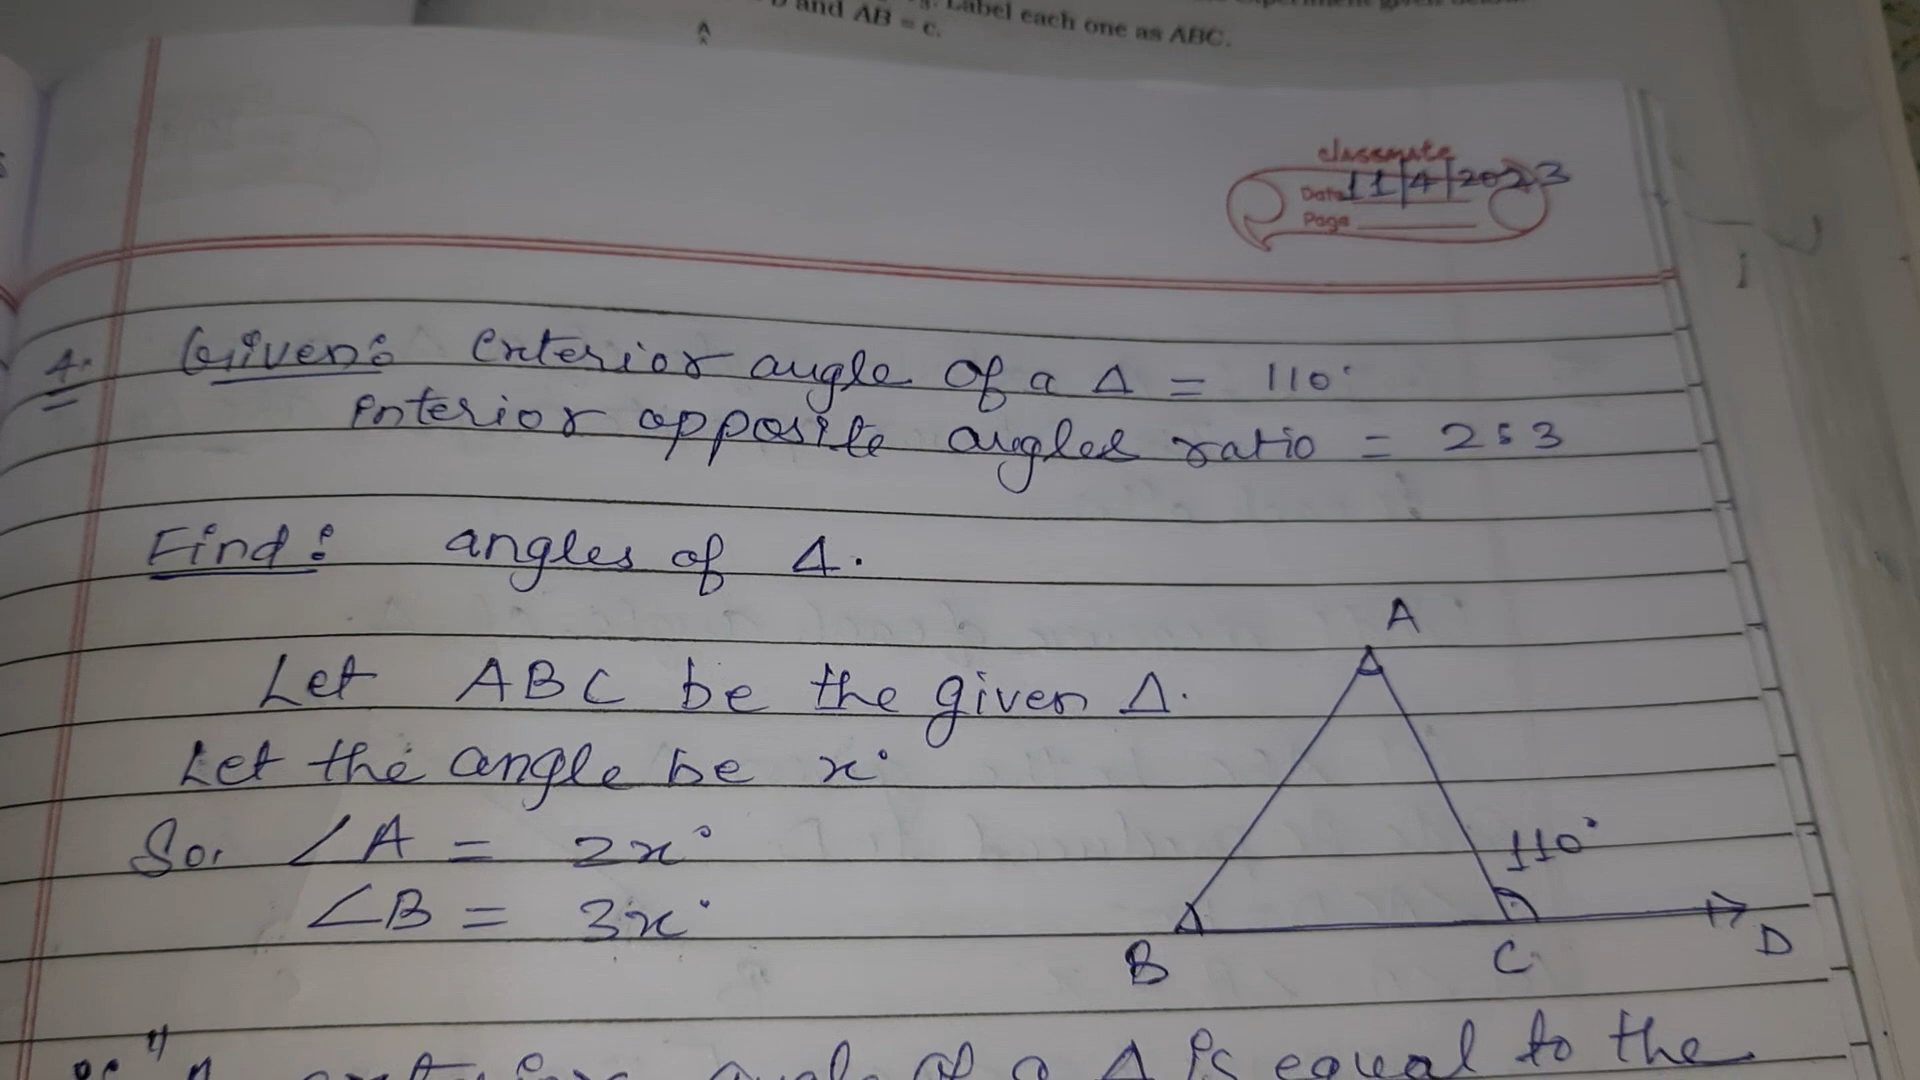 and AB = c.
Label each one as ABC.
classmate
Date 11/4/2023
Page
4. Given: Exterior angle of a Δ = 110°
Interior opposite angles ratio = 2:3
Find: angles of Δ.
A
Let ABC be the given Δ.
Let the angle be x°
So, ∠A = 2x°
110°
∠B = 3x°
B
C
D
angle of a Δ is equal to the